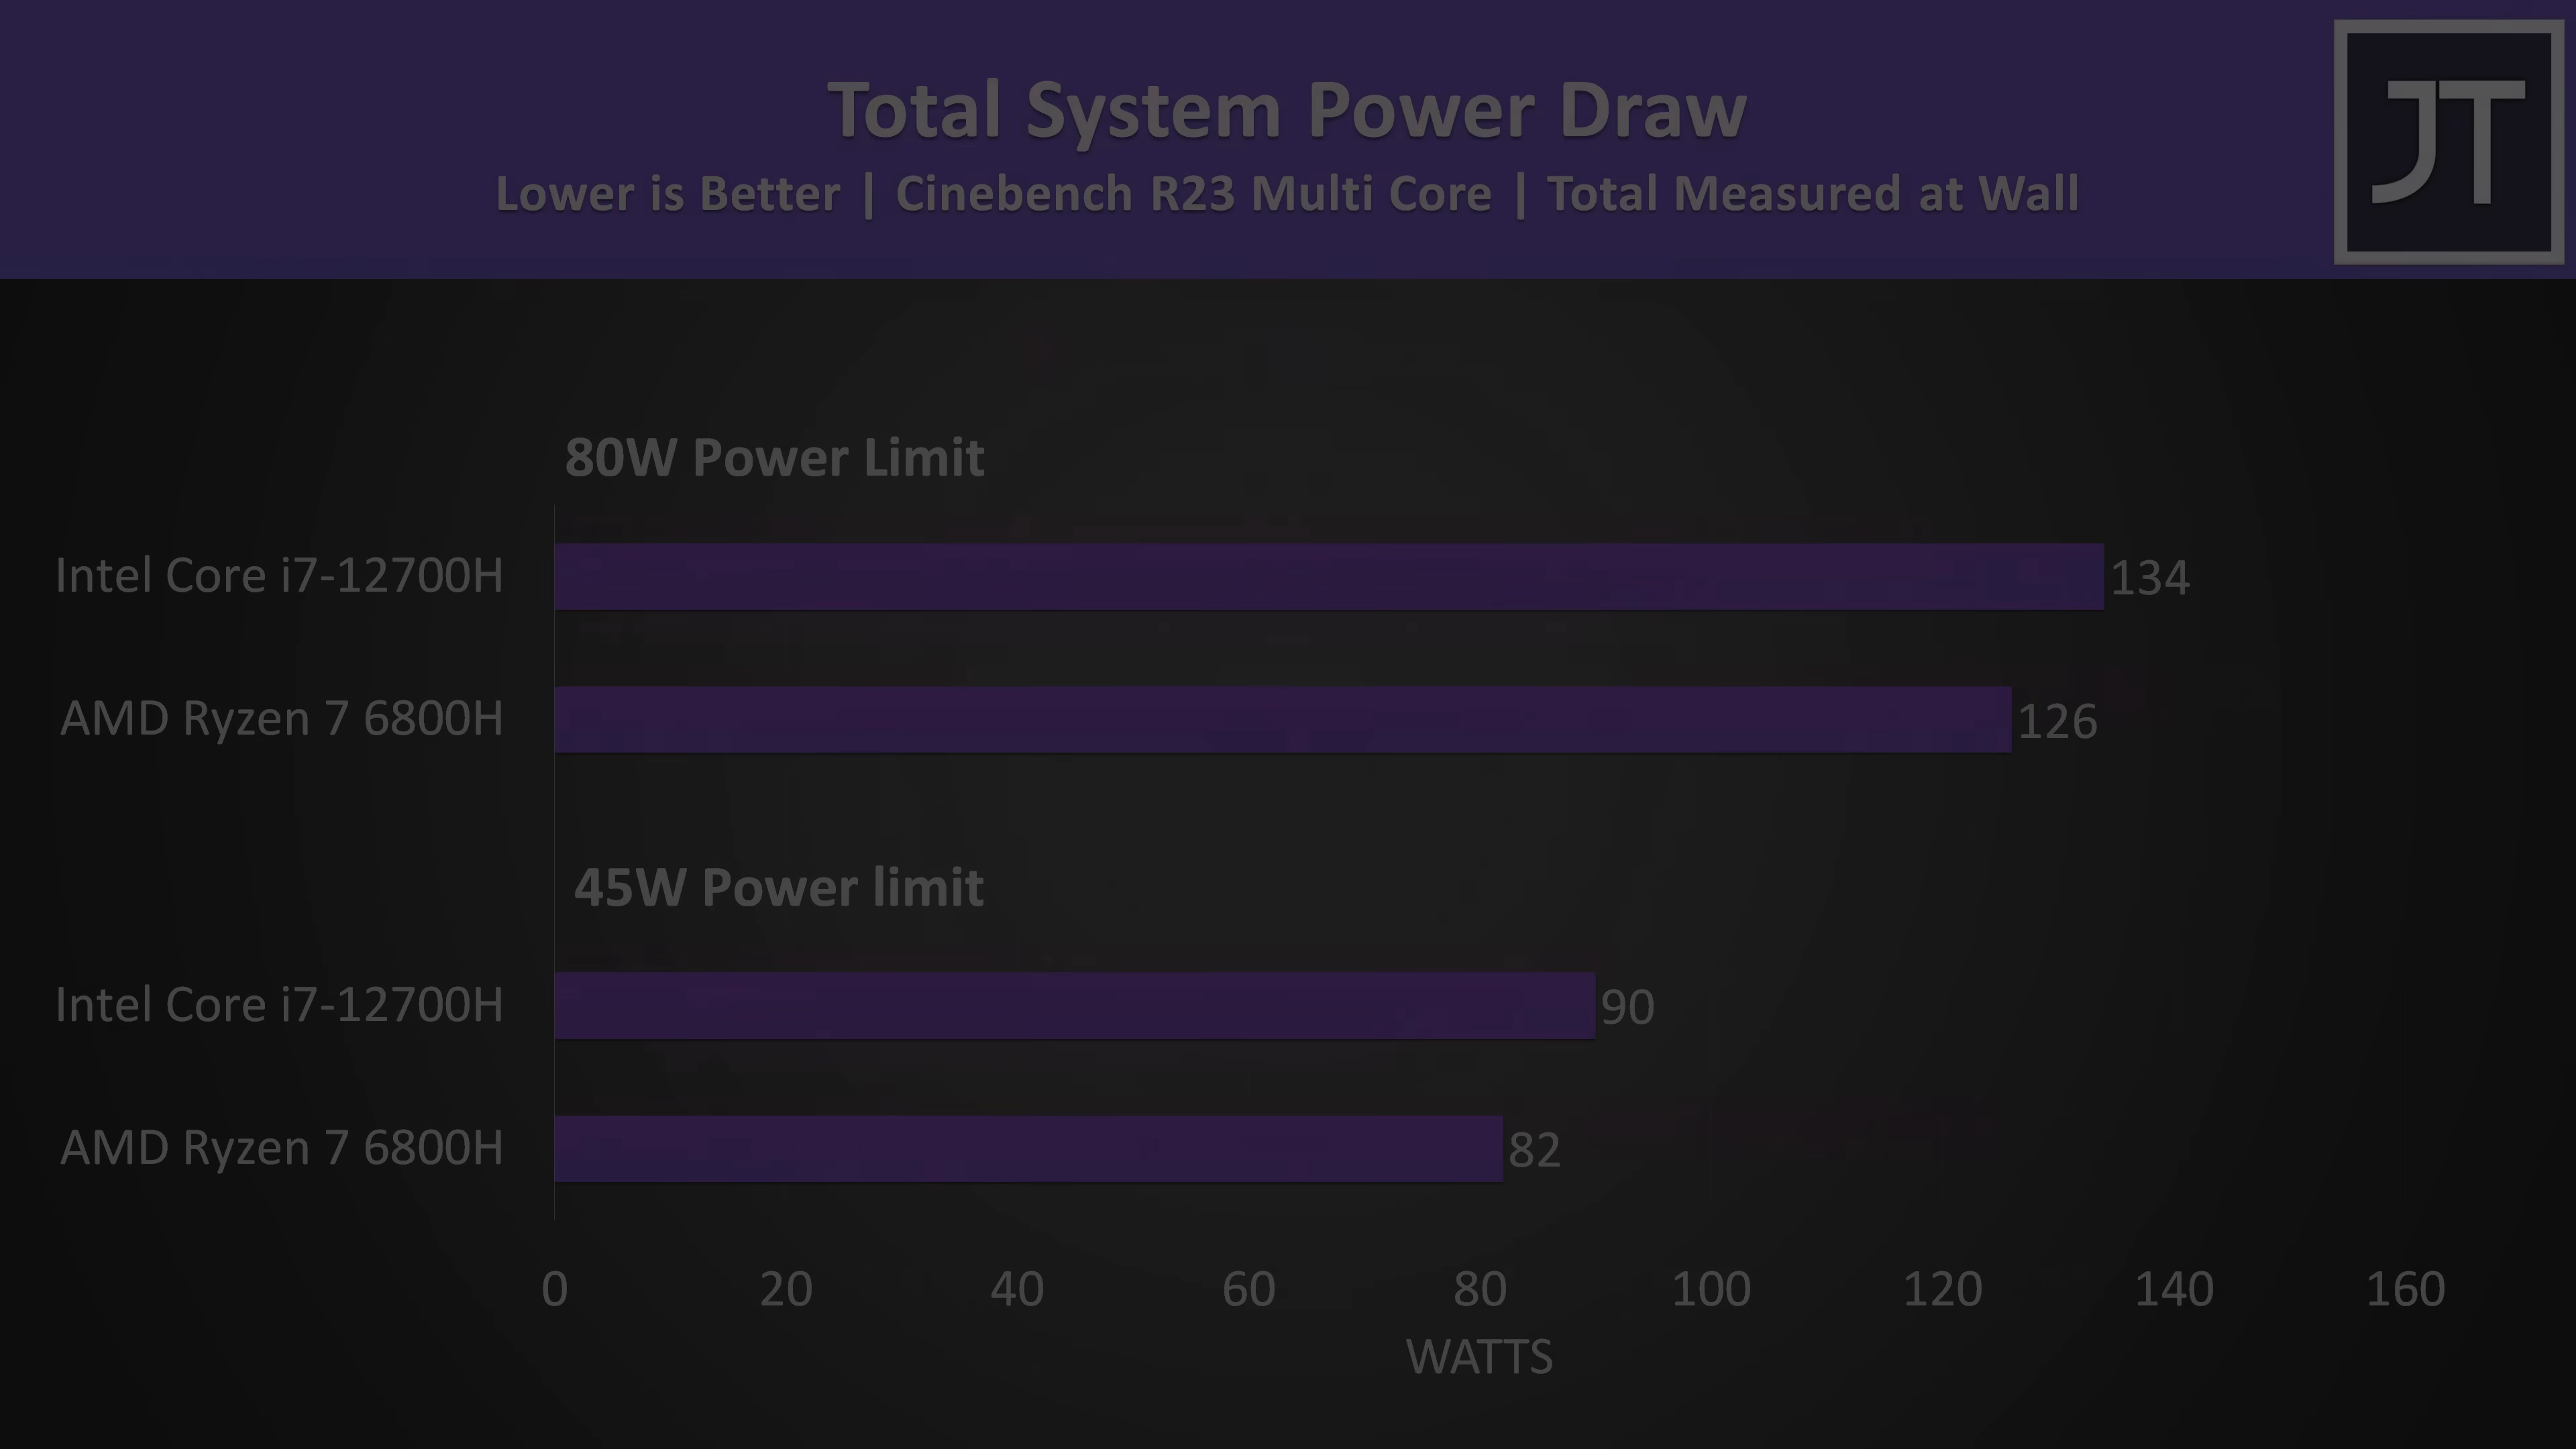 Total System Power Draw
Lower is Better | Cinebench R23 Multi Core | Total Measured at Wall
JT
80W Power Limit
Intel Core i7-12700H 134
AMD Ryzen 7 6800H 126
45W Power limit
Intel Core i7-12700H 90
AMD Ryzen 7 6800H 82
0 20 40 60 80 100 120 140 160
WATTS